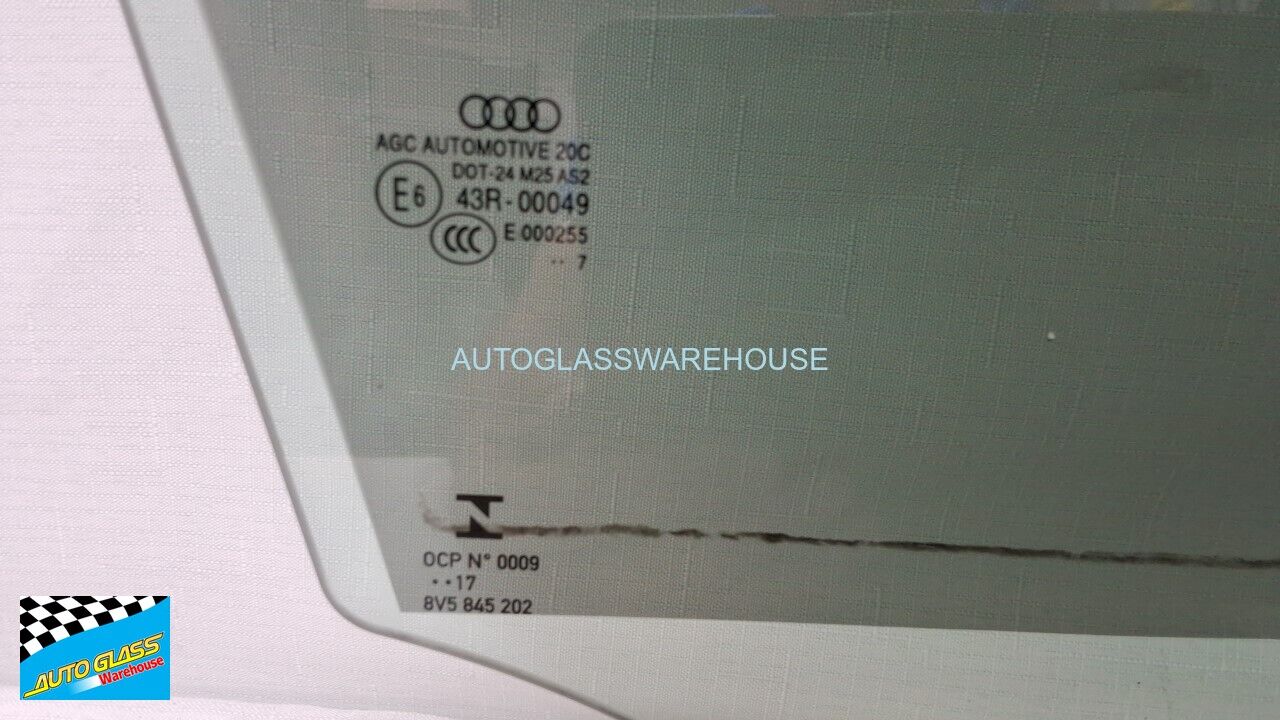 AGC AUTOMOTIVE 20C
DOT-24 M25 AS2
E6 43R-00049
CCC E 000255
·· 7
AUTOGLASSWAREHOUSE
N
OCP N° 0009
··17
8V5 845 202
AUTO GLASS
Warehouse